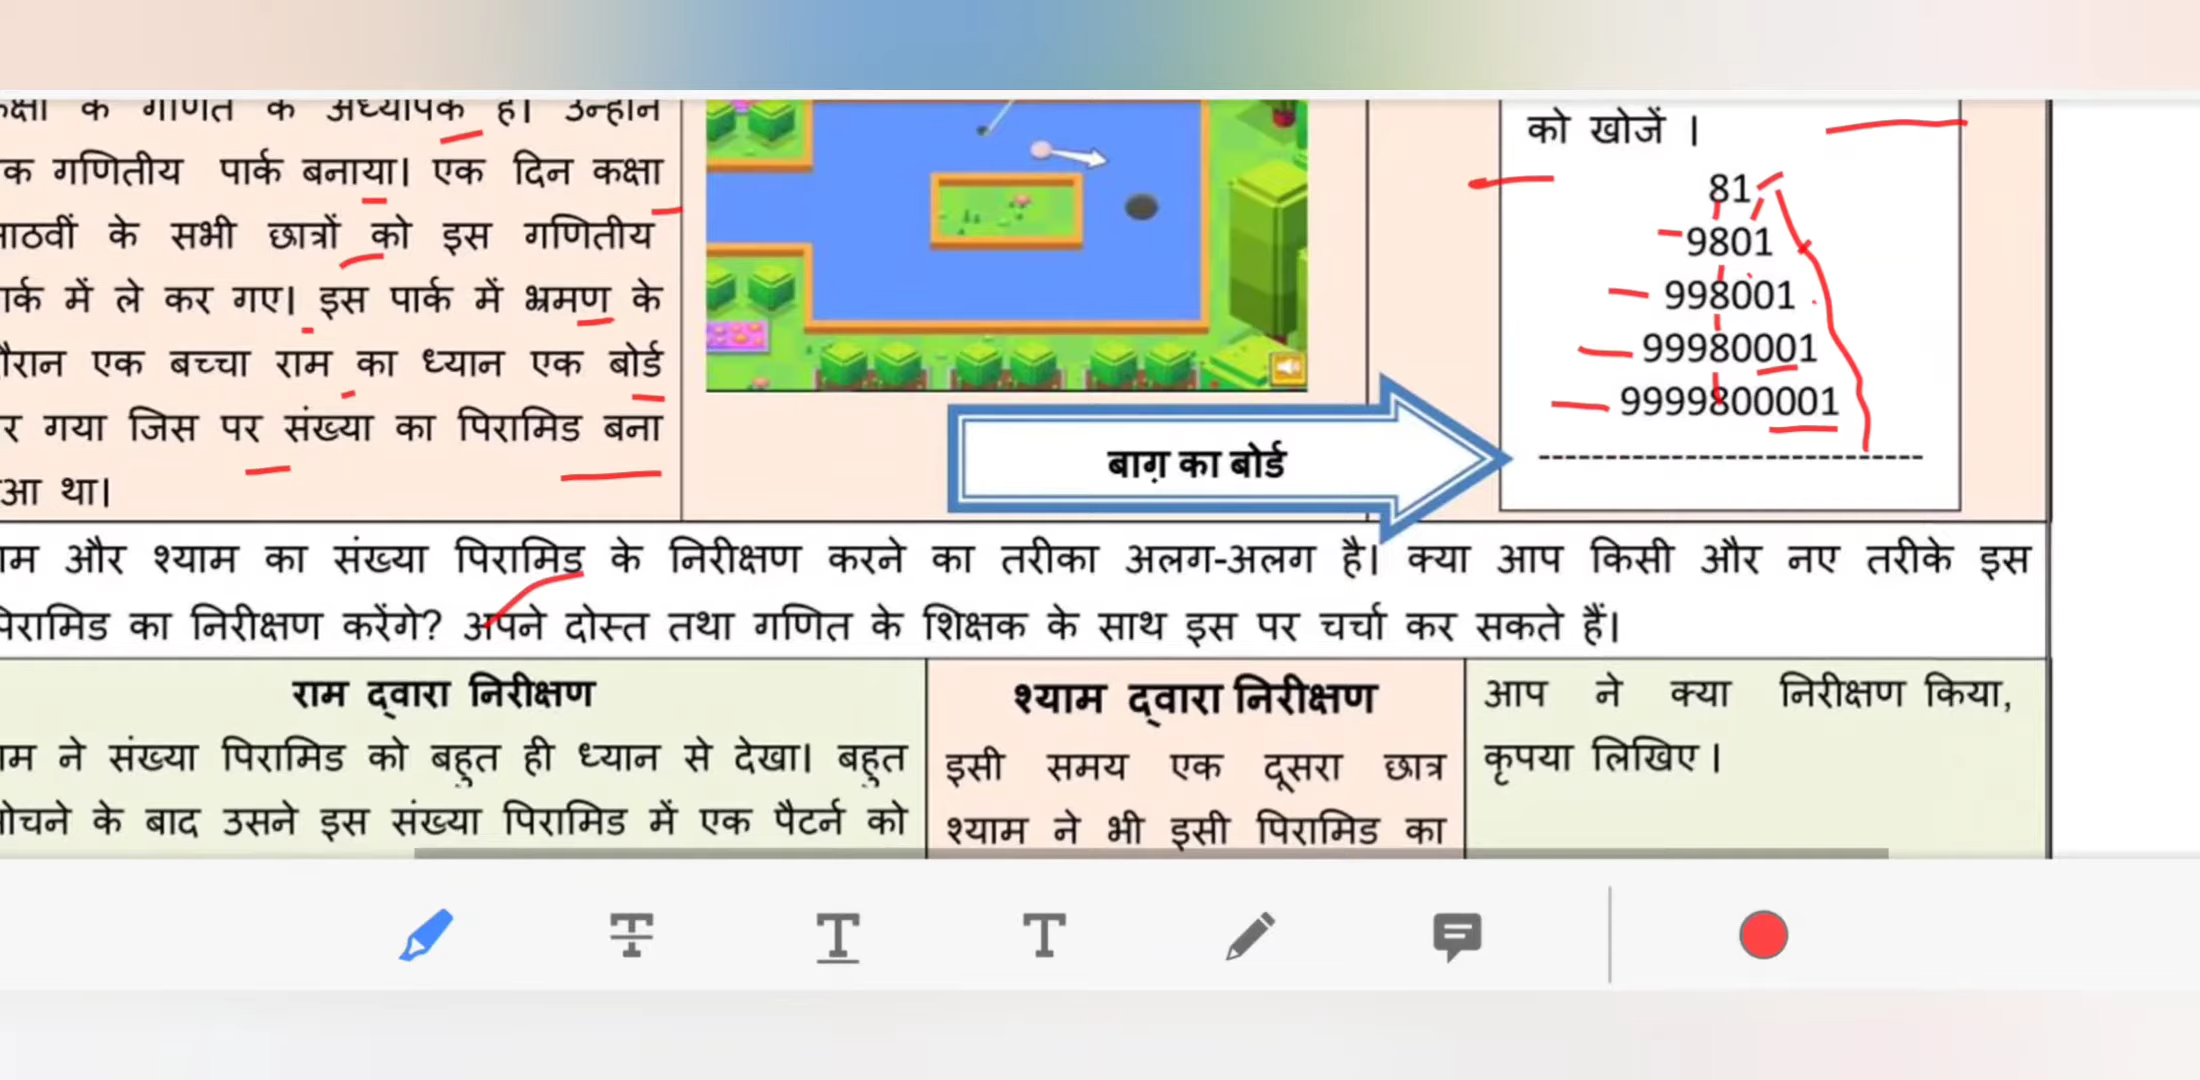 के गणित के अध्यापक है। उन्होंने
क गणितीय पार्क बनाया। एक दिन कक्षा
के सभी छात्रों को इस गणितीय
में ले कर गए। इस पार्क में भ्रमण के
एक बच्चा राम का ध्यान एक बोर्ड
र गया जिस पर संख्या का पिरामिड बना
था।
बाग़ का बोर्ड
को खोजें ।
81
9801
998001
99980001
9999800001
------------------------------
और श्याम का संख्या पिरामिड के निरीक्षण करने का तरीका अलग-अलग है। क्या आप किसी और नए तरीके इस
का निरीक्षण करेंगे? अपने दोस्त तथा गणित के शिक्षक के साथ इस पर चर्चा कर सकते हैं।
राम द्वारा निरीक्षण
ने संख्या पिरामिड को बहुत ही ध्यान से देखा। बहुत
के बाद उसने इस संख्या पिरामिड में एक पैटर्न को
श्याम द्वारा निरीक्षण
इसी समय एक दूसरा छात्र
श्याम ने भी इसी पिरामिड का
आप ने क्या निरीक्षण किया,
कृपया लिखिए ।